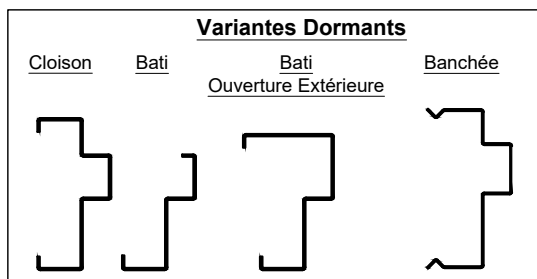 Variantes Dormants
Cloison
Bati
Bati
Ouverture Extérieure
Banchée